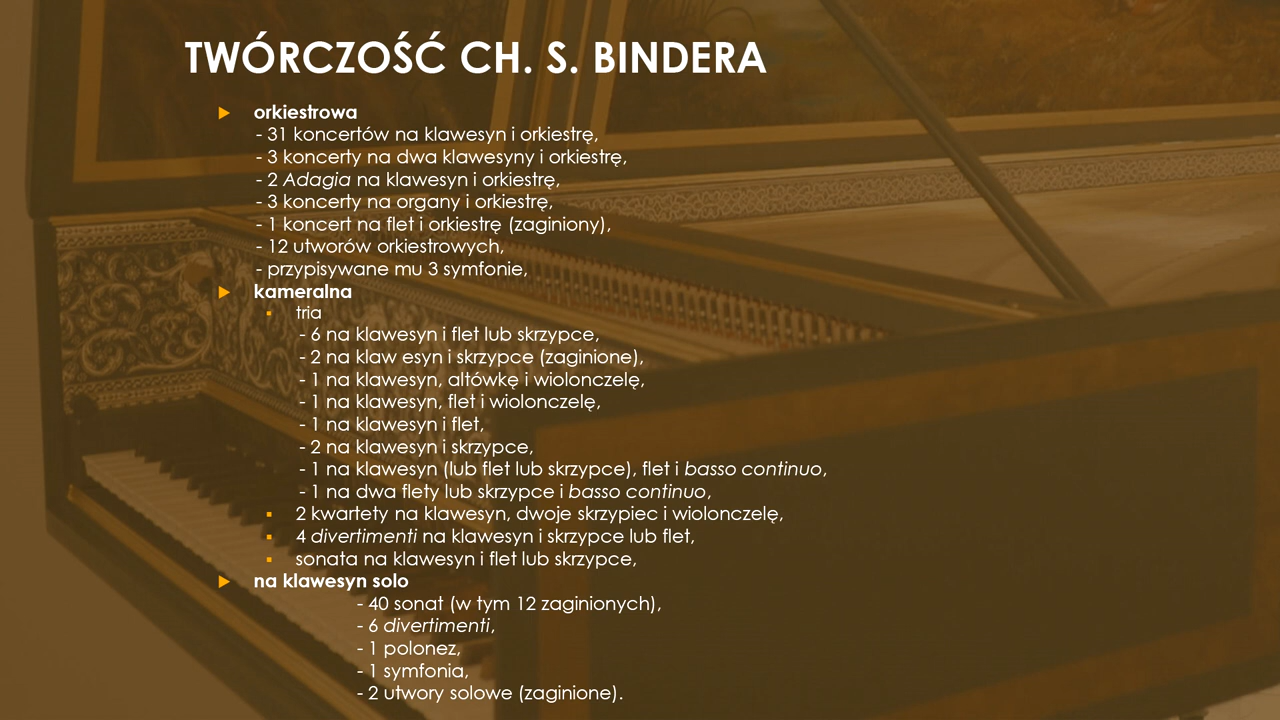 TWÓRCZOŚĆ CH. S. BINDERA
orkiestrowa
- 31 koncertów na klawesyn i orkiestrę,
- 3 koncerty na dwa klawesyny i orkiestrę,
- 2 Adagia na klawesyn i orkiestrę,
- 3 koncerty na organy i orkiestrę,
- 1 koncert na flet i orkiestrę (zaginiony),
- 12 utworów orkiestrowych,
- przypisywane mu 3 symfonie,
kameralna
tria
- 6 na klawesyn i flet lub skrzypce,
- 2 na klaw esyn i skrzypce (zaginione),
- 1 na klawesyn, altówkę i wiolonczelę,
- 1 na klawesyn, flet i wiolonczelę,
- 1 na klawesyn i flet,
- 2 na klawesyn i skrzypce,
- 1 na klawesyn (lub flet lub skrzypce), flet i basso continuo,
- 1 na dwa flety lub skrzypce i basso continuo,
2 kwartety na klawesyn, dwoje skrzypiec i wiolonczelę,
4 divertimenti na klawesyn i skrzypce lub flet,
sonata na klawesyn i flet lub skrzypce,
na klawesyn solo
- 40 sonat (w tym 12 zaginionych),
- 6 divertimenti,
- 1 polonez,
- 1 symfonia,
- 2 utwory solowe (zaginione).